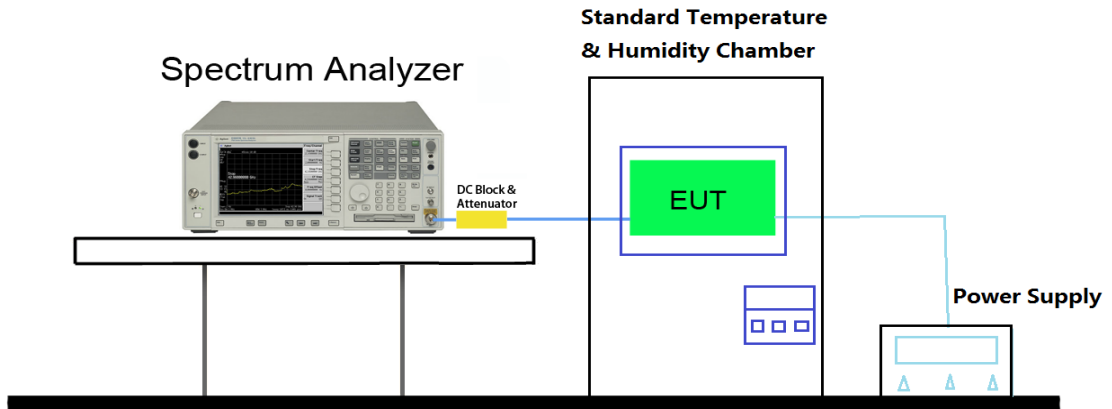 Standard Temperature
& Humidity Chamber
Spectrum Analyzer
DC Block &
Attenuator
EUT
Power Supply